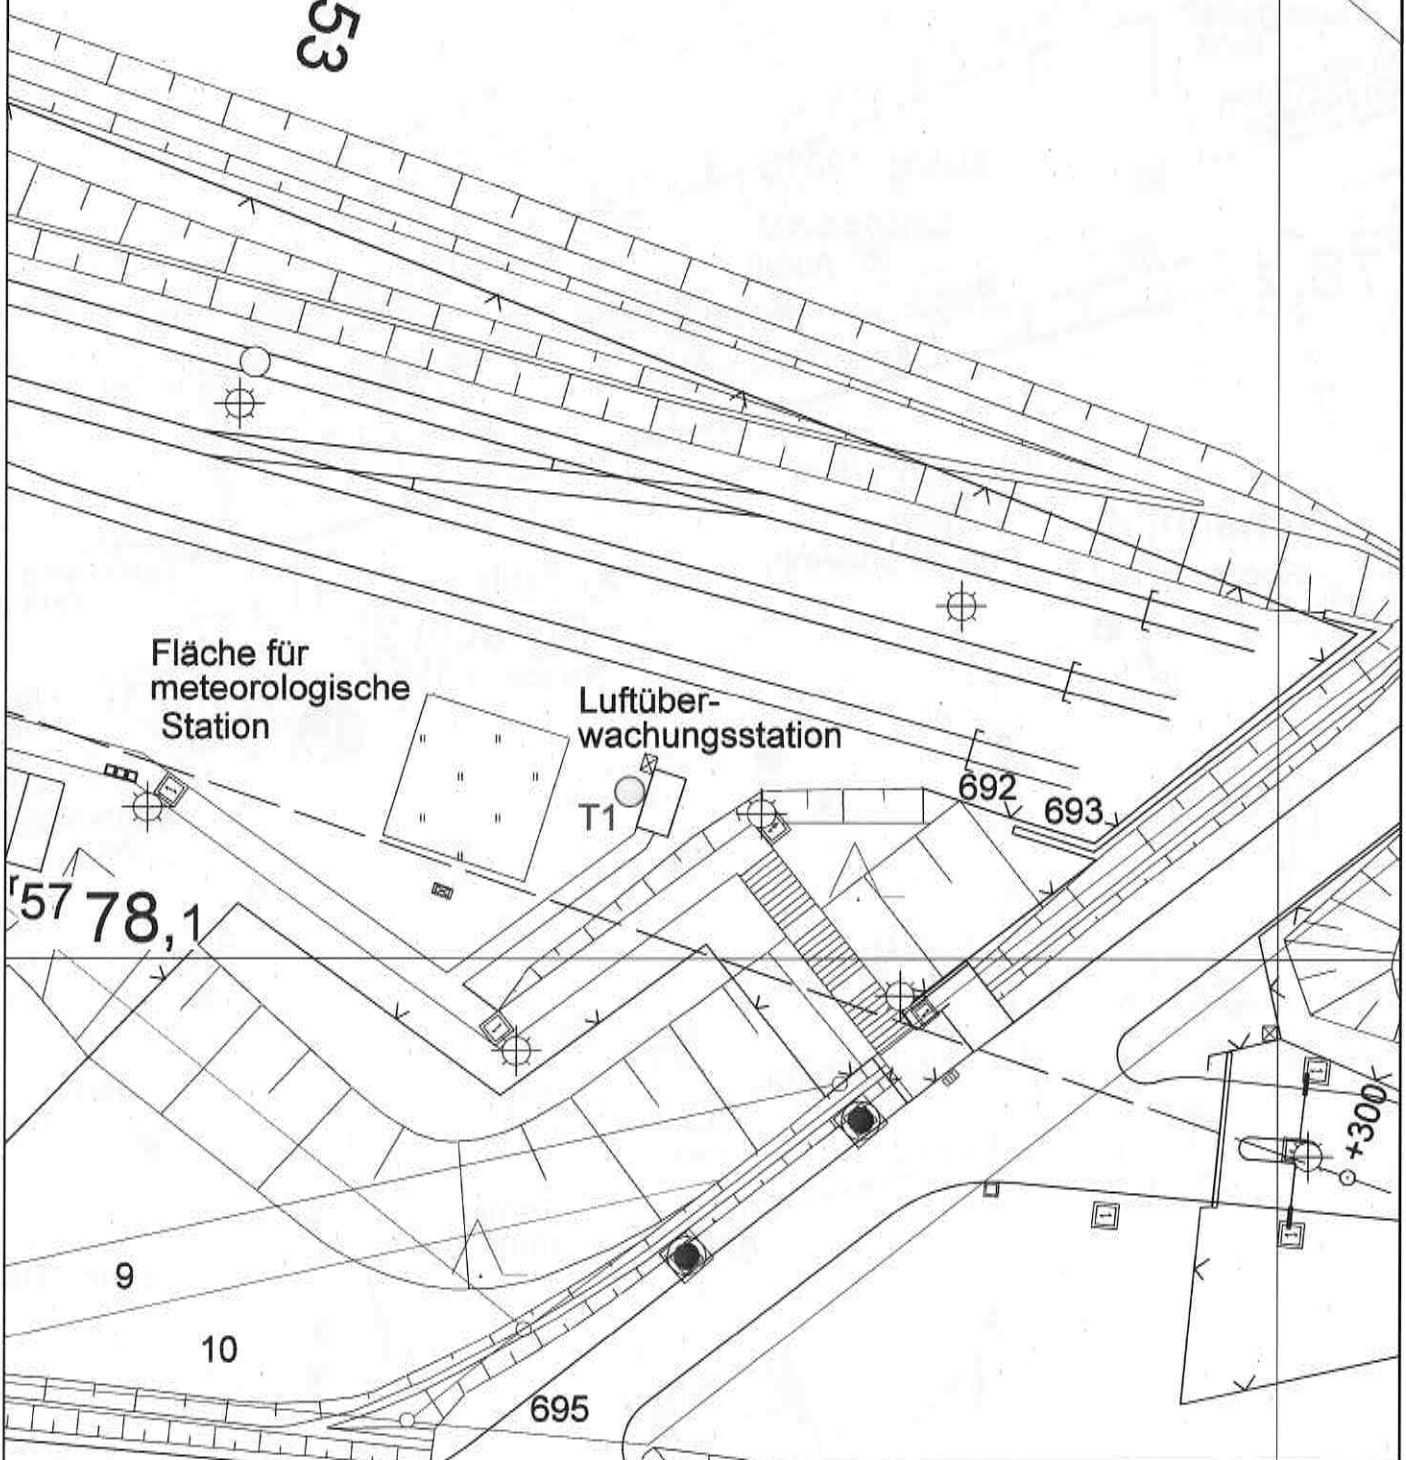 53
Fläche für
meteorologische
Station
Luftüber-
wachungsstation
T1
692
693
57
78,1
+300
9
10
695